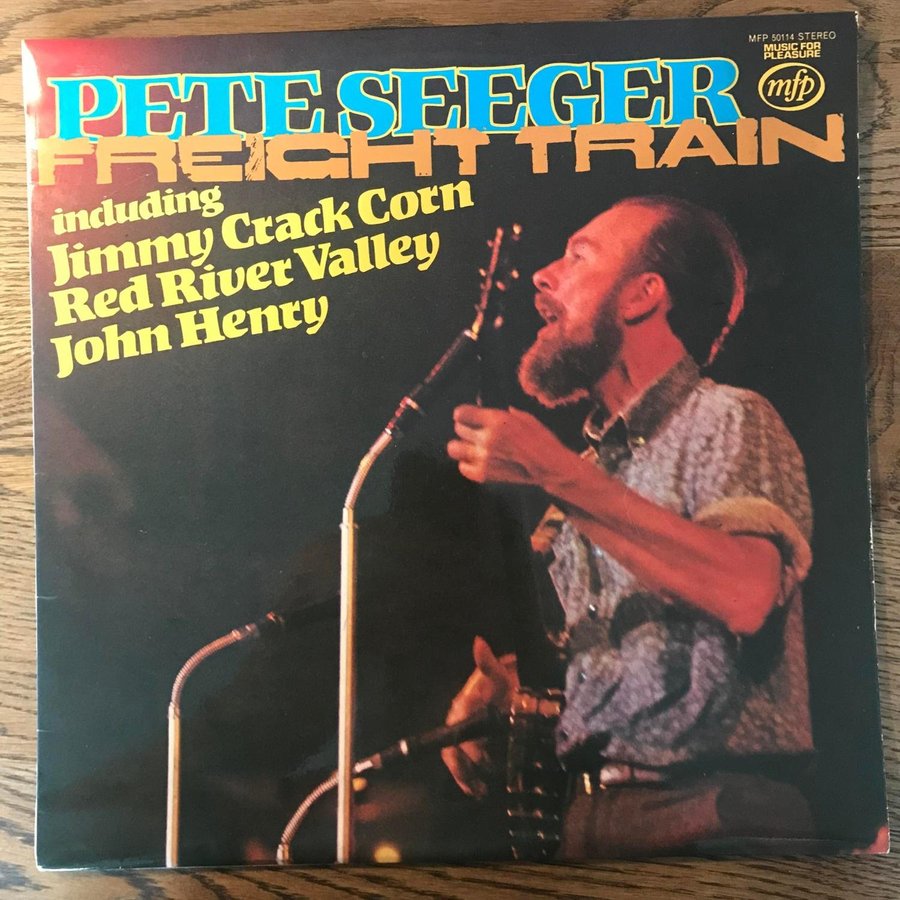 MFP 50114 STEREO
MUSIC FOR
PLEASURE
mfp
PETE SEEGER
FREIGHT TRAIN
including
Jimmy Crack Corn
Red River Valley
John Henry